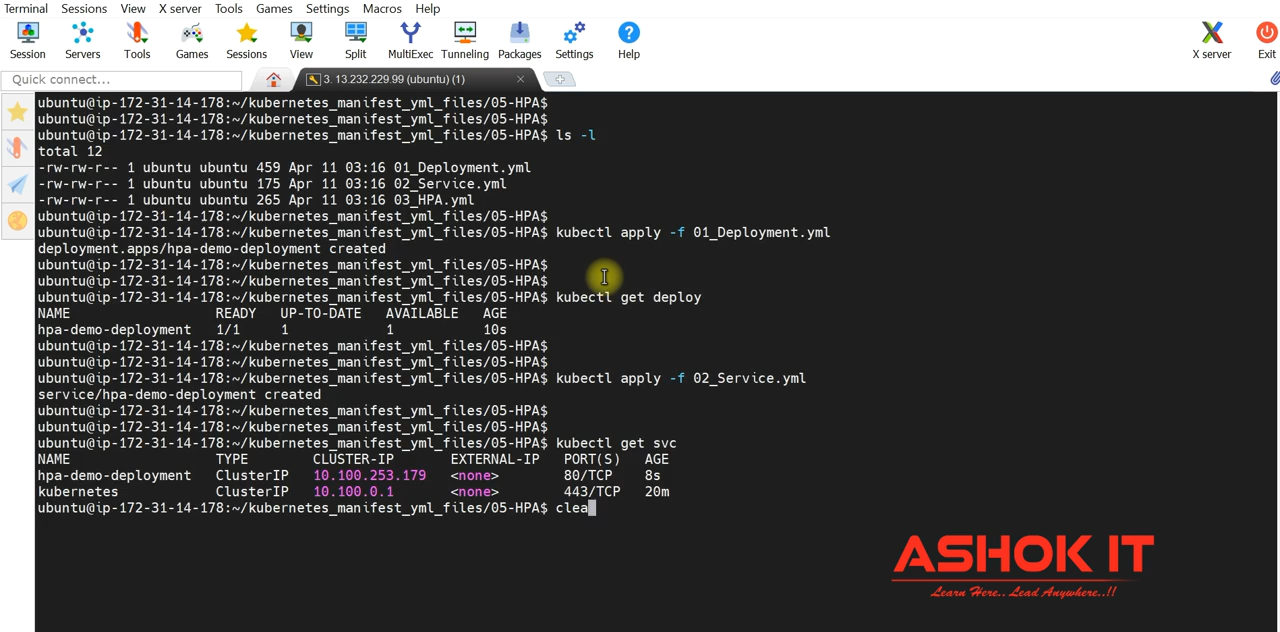 Terminal Sessions View X server Tools Games Settings Macros Help
Session Servers Tools Games Sessions View Split MultiExec Tunneling Packages Settings Help X server Exit
Quick connect... 3. 13.232.229.99 (ubuntu) (1)
ubuntu@ip-172-31-14-178:~/kubernetes_manifest_yml_files/05-HPA$
ubuntu@ip-172-31-14-178:~/kubernetes_manifest_yml_files/05-HPA$
ubuntu@ip-172-31-14-178:~/kubernetes_manifest_yml_files/05-HPA$ ls -l
total 12
-rw-rw-r-- 1 ubuntu ubuntu 459 Apr 11 03:16 01_Deployment.yml
-rw-rw-r-- 1 ubuntu ubuntu 175 Apr 11 03:16 02_Service.yml
-rw-rw-r-- 1 ubuntu ubuntu 265 Apr 11 03:16 03_HPA.yml
ubuntu@ip-172-31-14-178:~/kubernetes_manifest_yml_files/05-HPA$
ubuntu@ip-172-31-14-178:~/kubernetes_manifest_yml_files/05-HPA$ kubectl apply -f 01_Deployment.yml
deployment.apps/hpa-demo-deployment created
ubuntu@ip-172-31-14-178:~/kubernetes_manifest_yml_files/05-HPA$
ubuntu@ip-172-31-14-178:~/kubernetes_manifest_yml_files/05-HPA$
ubuntu@ip-172-31-14-178:~/kubernetes_manifest_yml_files/05-HPA$ kubectl get deploy
NAME READY UP-TO-DATE AVAILABLE AGE
hpa-demo-deployment 1/1 1 1 10s
ubuntu@ip-172-31-14-178:~/kubernetes_manifest_yml_files/05-HPA$
ubuntu@ip-172-31-14-178:~/kubernetes_manifest_yml_files/05-HPA$
ubuntu@ip-172-31-14-178:~/kubernetes_manifest_yml_files/05-HPA$ kubectl apply -f 02_Service.yml
service/hpa-demo-deployment created
ubuntu@ip-172-31-14-178:~/kubernetes_manifest_yml_files/05-HPA$
ubuntu@ip-172-31-14-178:~/kubernetes_manifest_yml_files/05-HPA$
ubuntu@ip-172-31-14-178:~/kubernetes_manifest_yml_files/05-HPA$ kubectl get svc
NAME TYPE CLUSTER-IP EXTERNAL-IP PORT(S) AGE
hpa-demo-deployment ClusterIP 10.100.253.179 <none> 80/TCP 8s
kubernetes ClusterIP 10.100.0.1 <none> 443/TCP 20m
ubuntu@ip-172-31-14-178:~/kubernetes_manifest_yml_files/05-HPA$ clea
ASHOK IT
Learn Here.. Lead Anywhere..!!